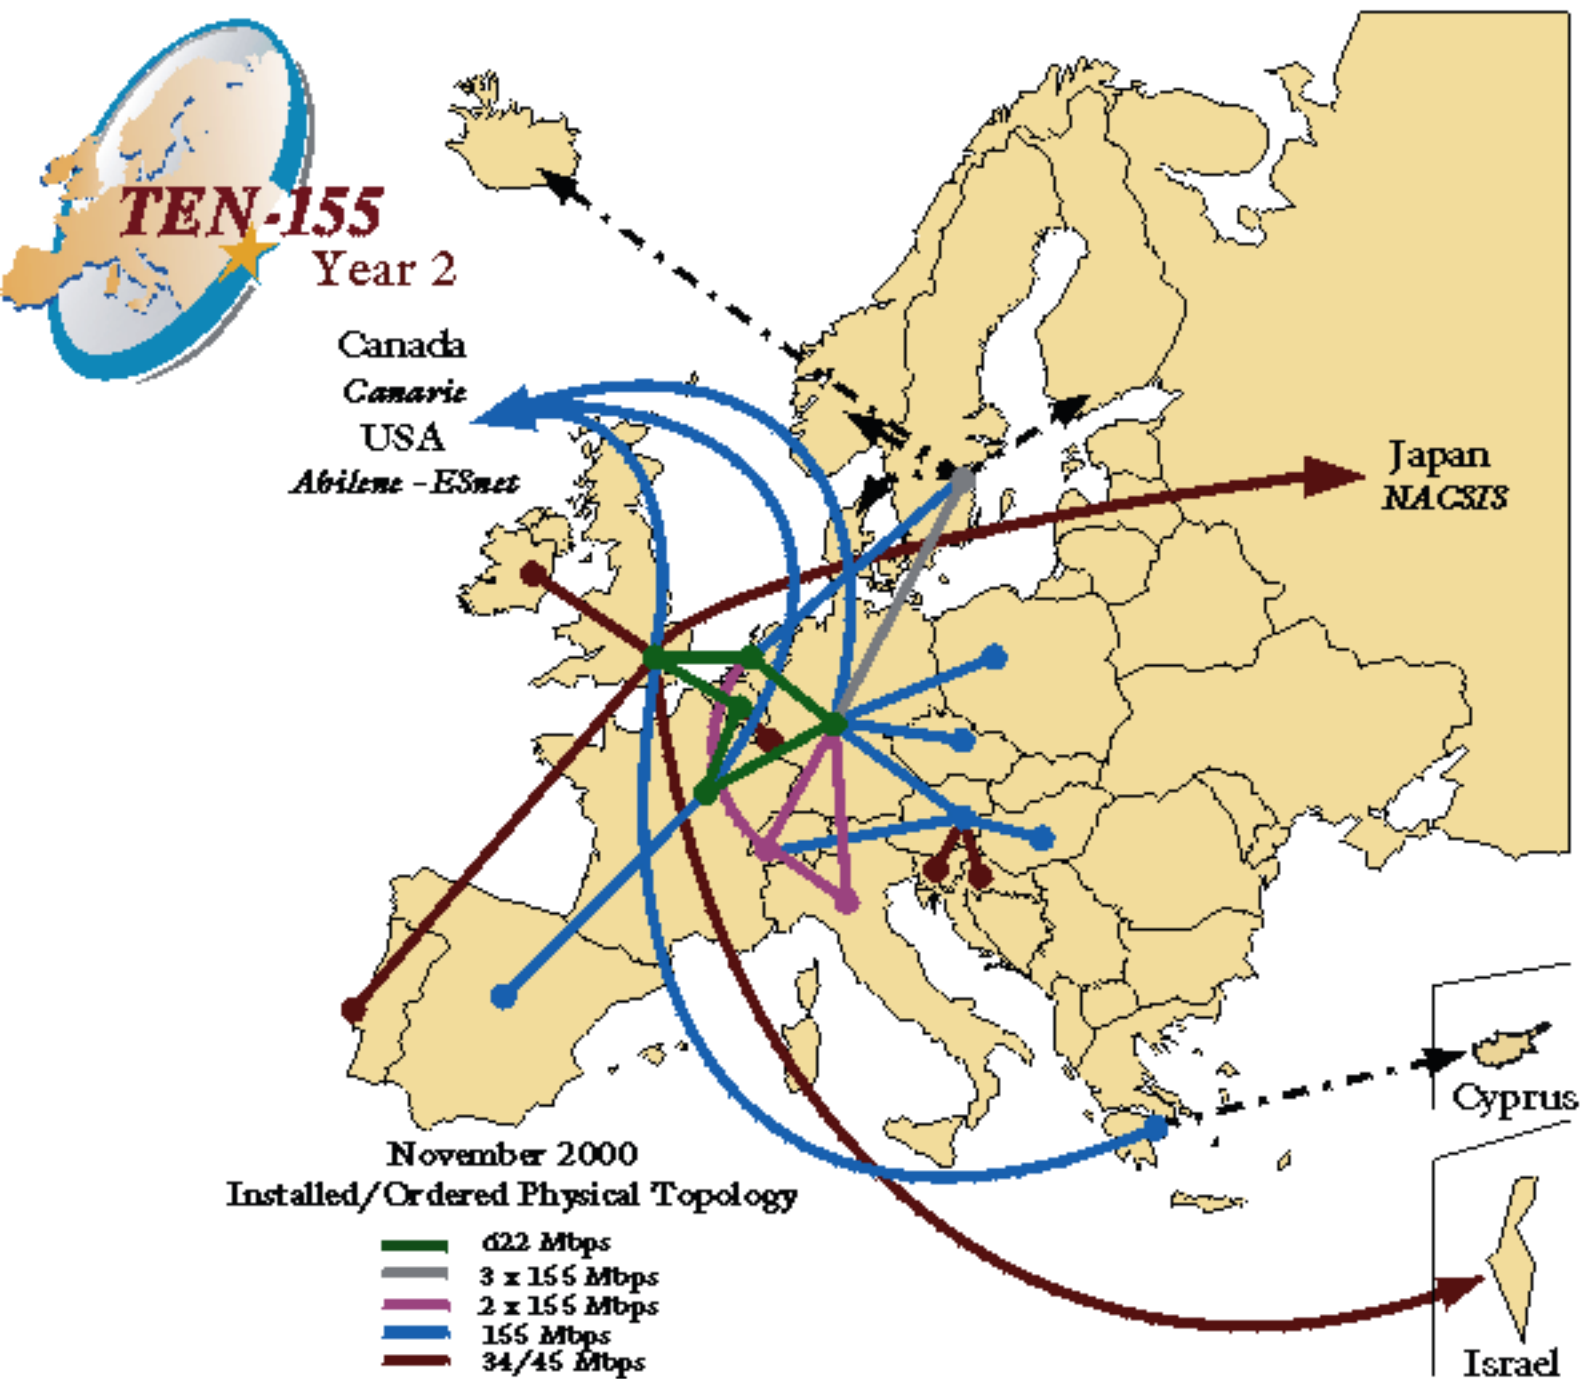 TEN-155
Year 2
Canada
Canarie
USA
Abilene - ESnet
Japan
NACSIS
Cyprus
Israel
November 2000
Installed/Ordered Physical Topology
622 Mbps
3 x 155 Mbps
2 x 155 Mbps
155 Mbps
34/45 Mbps